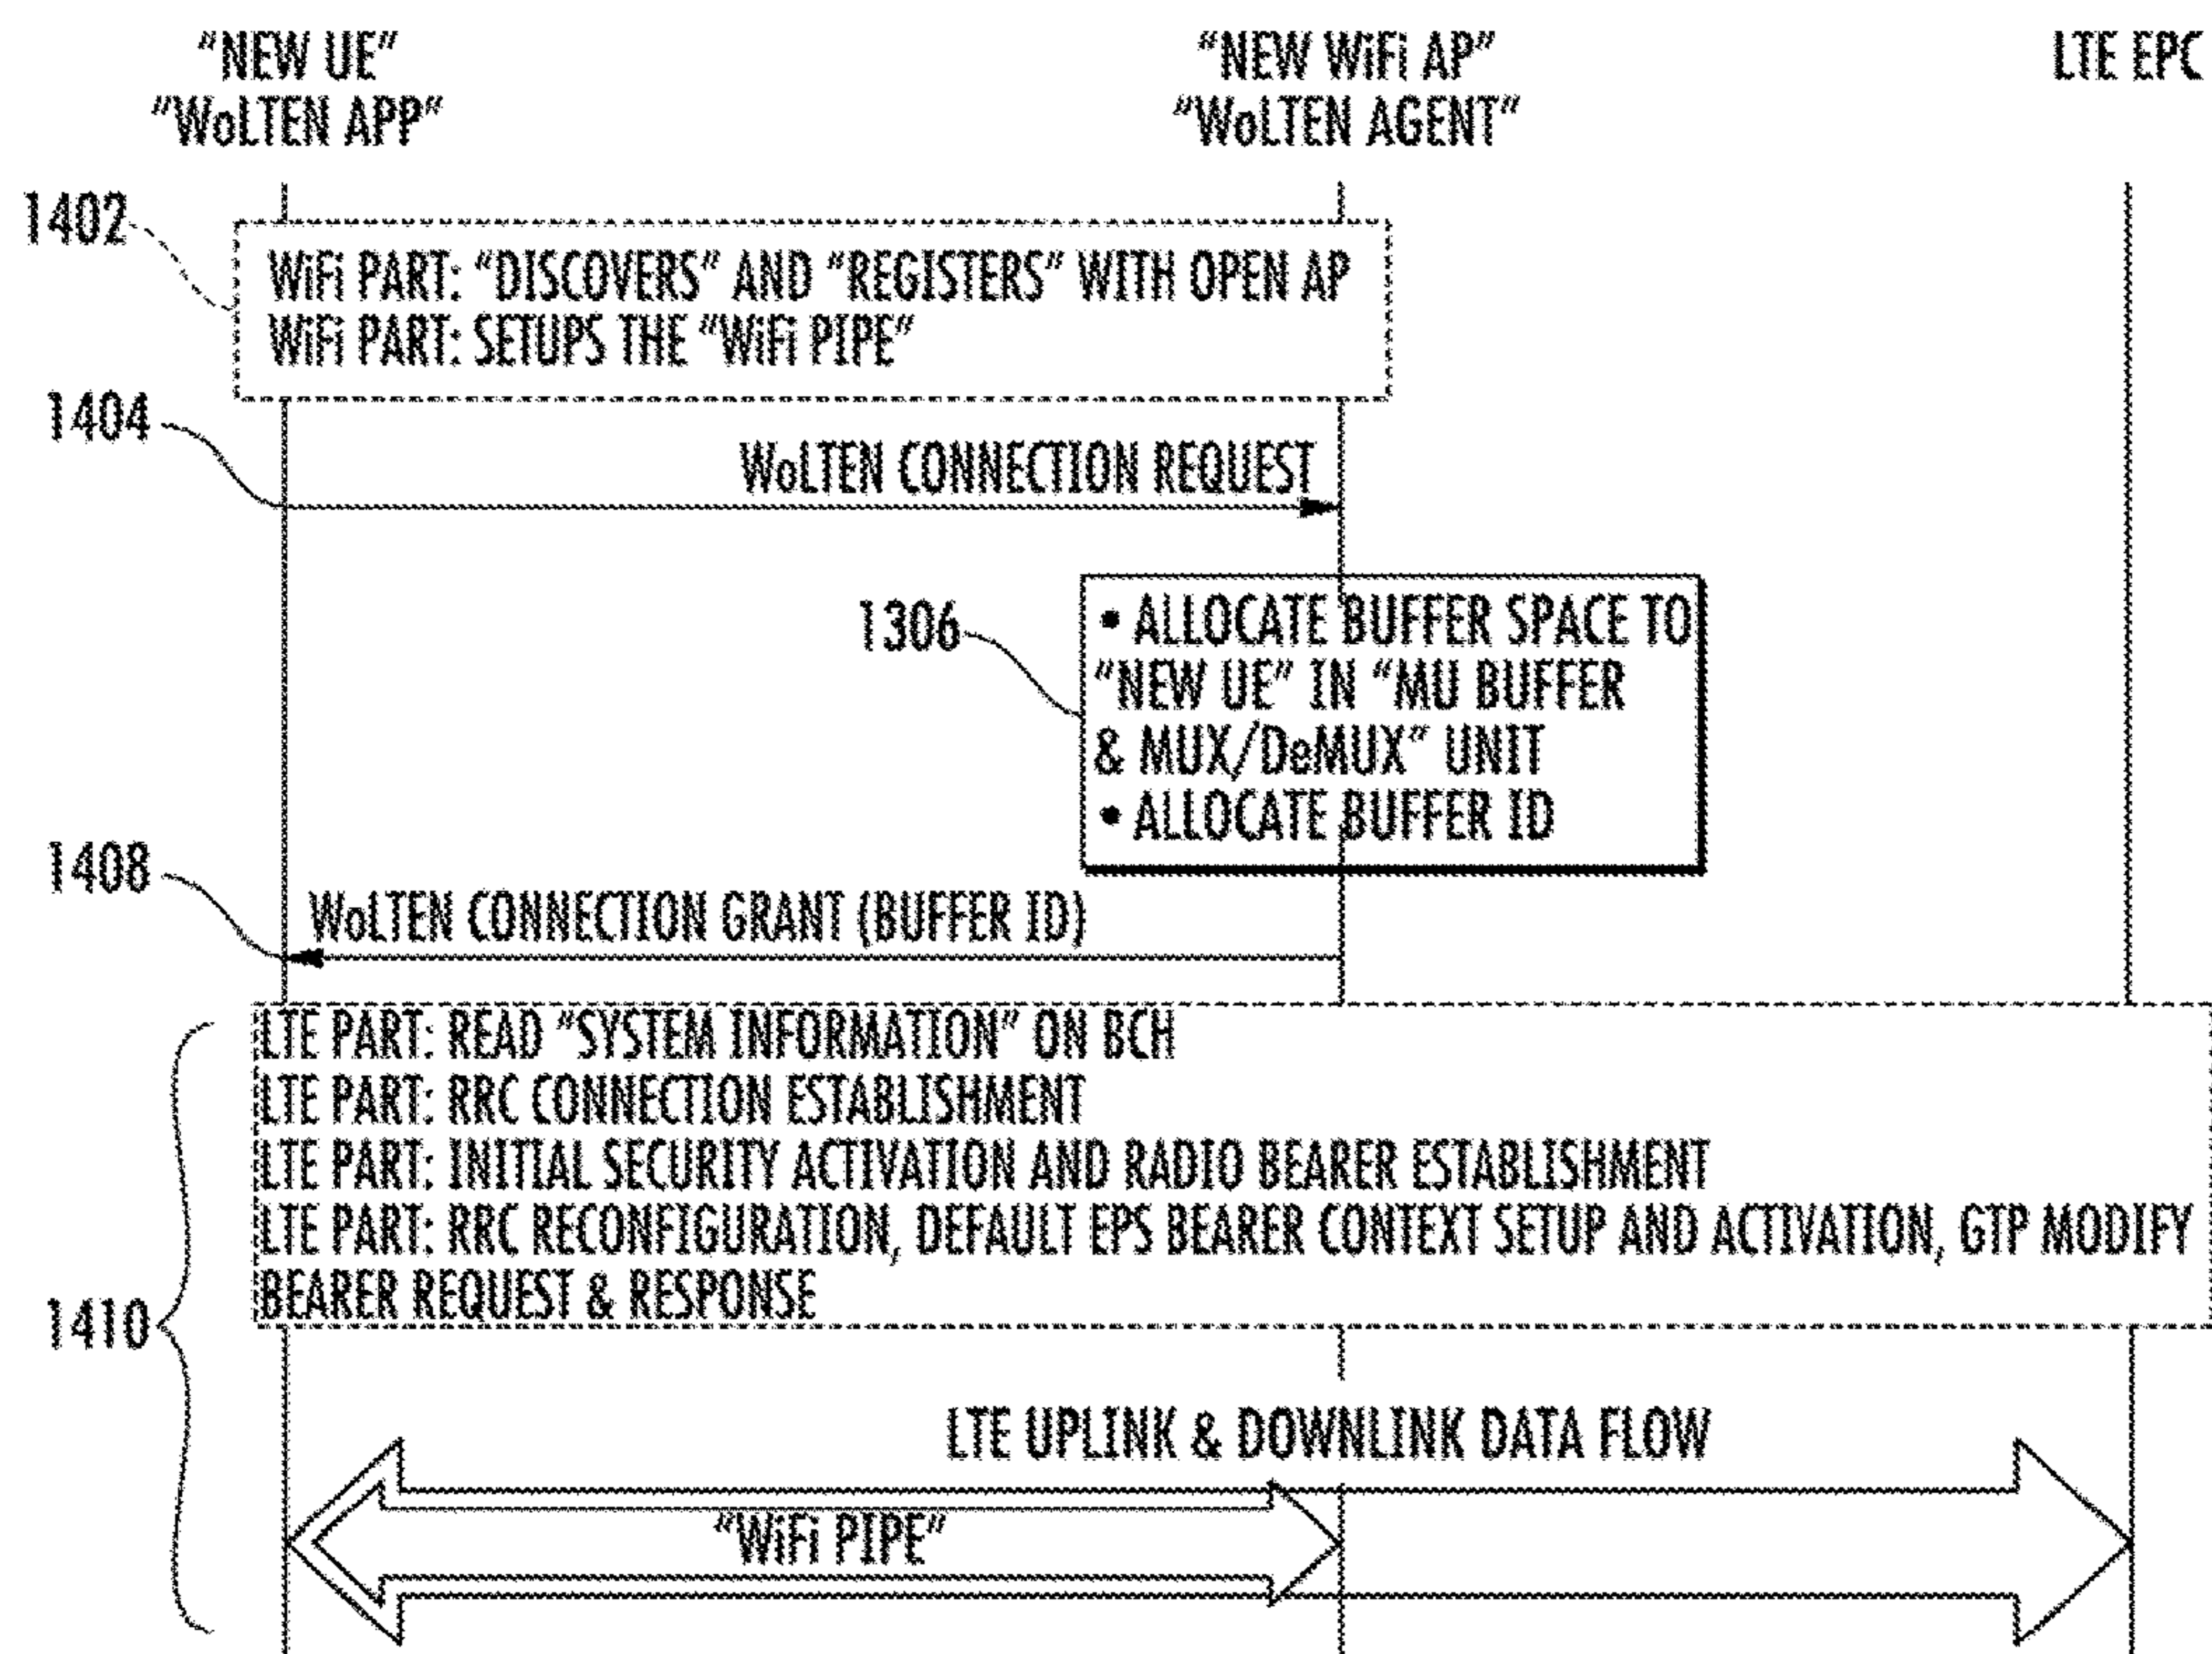 "NEW UE"
"WoLTEN APP"
"NEW WiFi AP"
"WoLTEN AGENT"
LTE EPC
1402
WiFi PART: "DISCOVERS" AND "REGISTERS" WITH OPEN AP
WiFi PART: SETUPS THE "WiFi PIPE"
1404
WoLTEN CONNECTION REQUEST
1306
• ALLOCATE BUFFER SPACE TO
"NEW UE" IN "MU BUFFER
& MUX/DeMUX" UNIT
• ALLOCATE BUFFER ID
1408
WoLTEN CONNECTION GRANT (BUFFER ID)
1410
LTE PART: READ "SYSTEM INFORMATION" ON BCH
LTE PART: RRC CONNECTION ESTABLISHMENT
LTE PART: INITIAL SECURITY ACTIVATION AND RADIO BEARER ESTABLISHMENT
LTE PART: RRC RECONFIGURATION, DEFAULT EPS BEARER CONTEXT SETUP AND ACTIVATION, GTP MODIFY
BEARER REQUEST & RESPONSE
LTE UPLINK & DOWNLINK DATA FLOW
"WiFi PIPE"